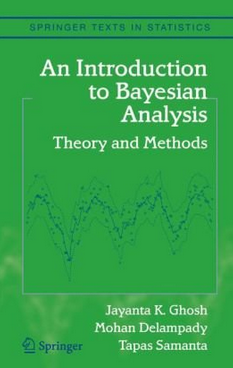 SPRINGER TEXTS IN STATISTICS
An Introduction
to Bayesian
Analysis
Theory and Methods
Jayanta K. Ghosh
Mohan Delampady
Tapas Samanta
Springer